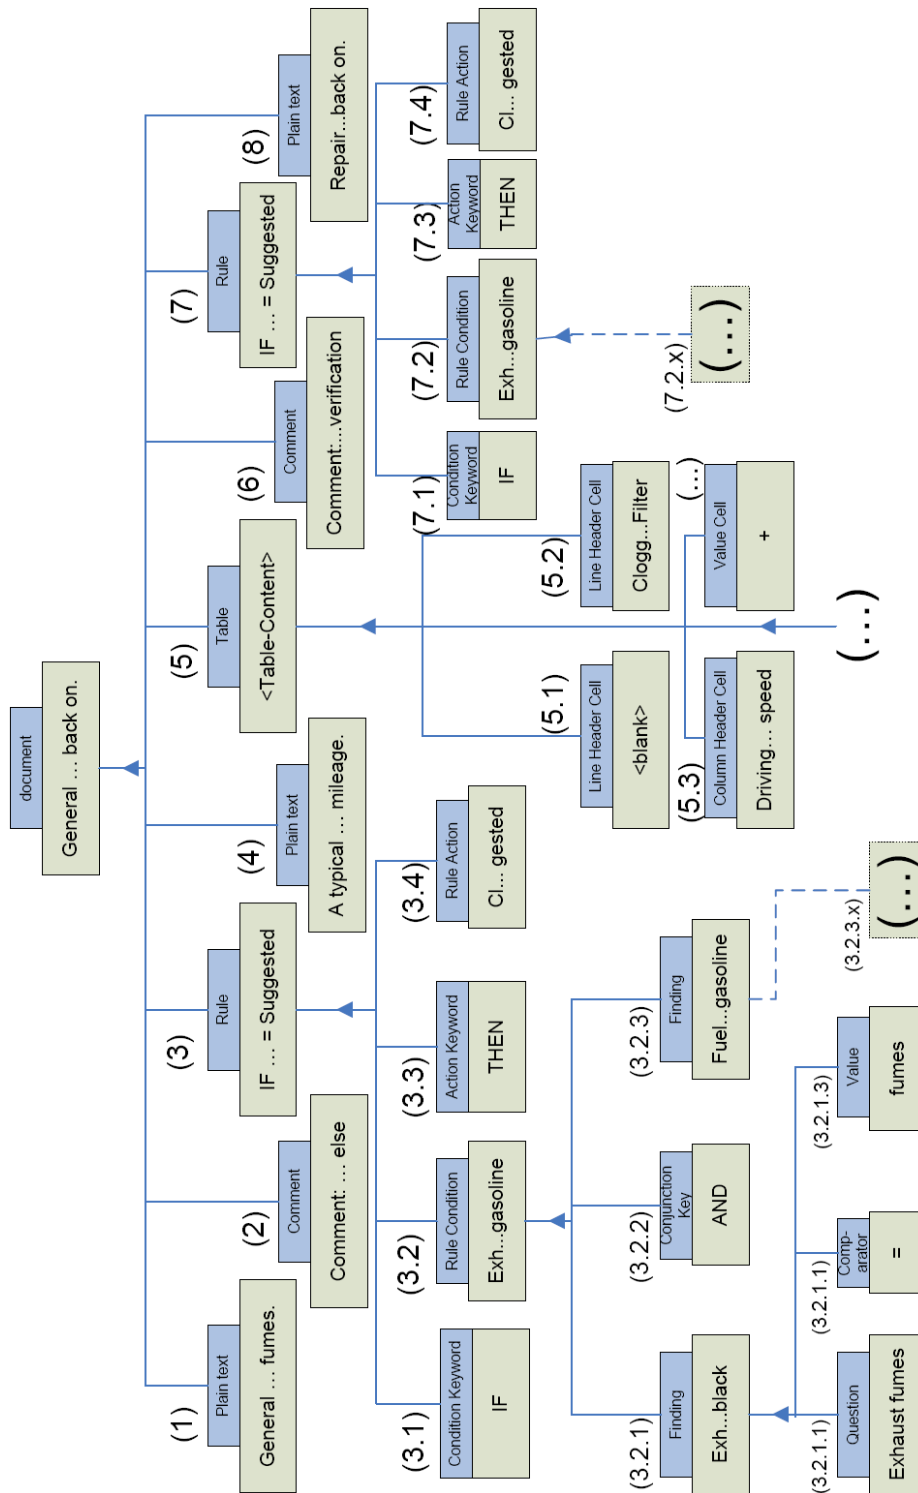 document
General ... back on.
(1)
Plain text
General ... fumes.
(2)
Comment
Comment: ... else
(3)
Rule
IF ... = Suggested
(4)
Plain text
A typical ... mileage.
(5)
Table
<Table-Content>
(6)
Comment
Comment:...verification
(7)
Rule
IF ... = Suggested
(8)
Plain text
Repair...back on.
(3.1)
Condition Keyword
IF
(3.2)
Rule Condition
Exh...gasoline
(3.3)
Action Keyword
THEN
(3.4)
Rule Action
Cl... gested
(7.1)
Condition
Keyword
IF
(7.2)
Rule Condition
Exh...gasoline
(7.3)
Action
Keyword
THEN
(7.4)
Rule Action
Cl... gested
(5.1)
Line Header Cell
<blank>
(5.2)
Line Header Cell
Clogg...Filter
(5.3)
Column Header Cell
Driving... speed
(...)
Value Cell
+
(...)
(7.2.x)
(...)
(3.2.1)
Finding
Exh...black
(3.2.2)
Conjunction
Key
AND
(3.2.3)
Finding
Fuel...gasoline
(3.2.1.1)
Question
Exhaust fumes
(3.2.1.1)
Comp-
arator
=
(3.2.1.3)
Value
fumes
(3.2.3.x)
(...)